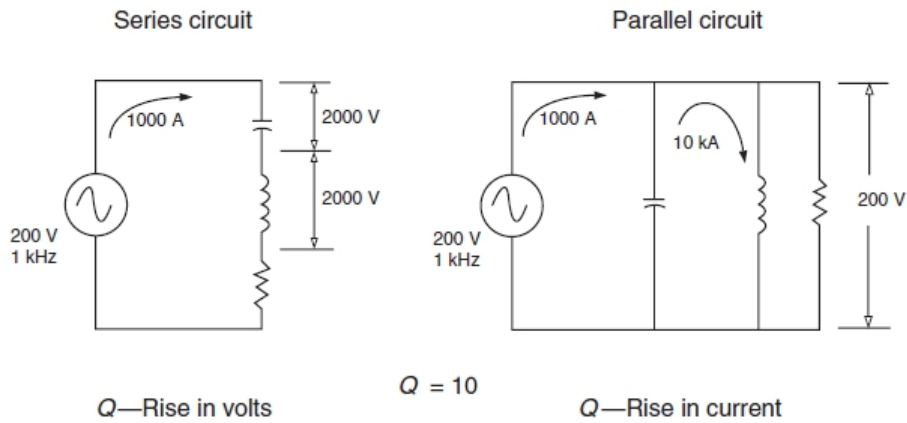 Series circuit
1000 A
2000 V
2000 V
200 V
1 kHz
Q—Rise in volts
Q = 10
Parallel circuit
1000 A
10 kA
200 V
200 V
1 kHz
Q—Rise in current